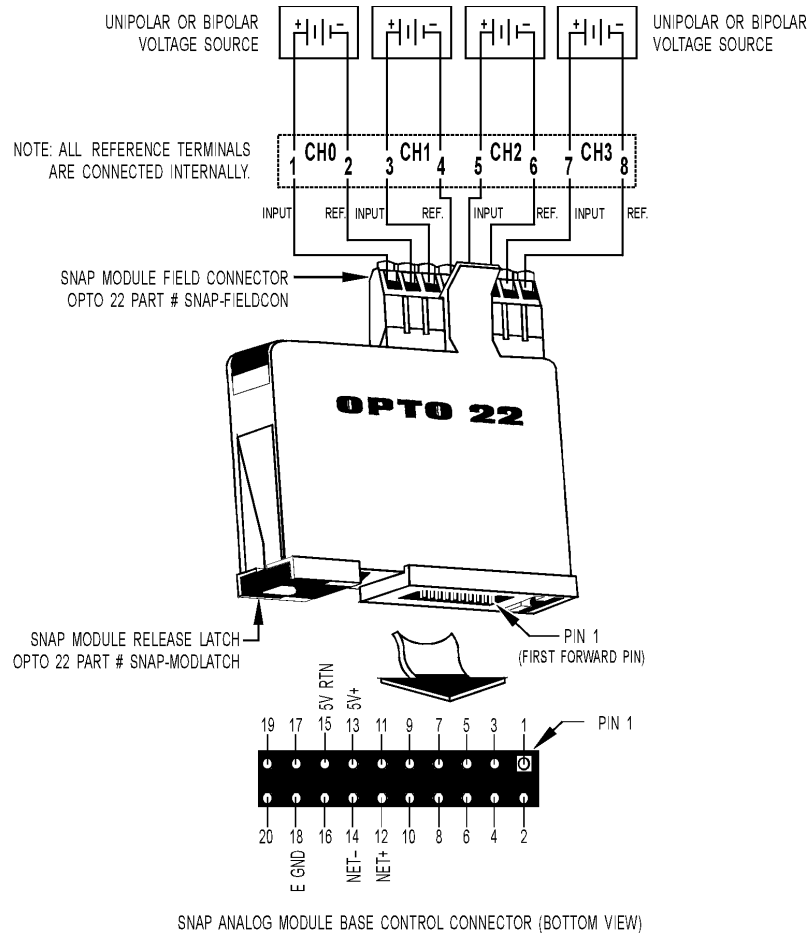 UNIPOLAR OR BIPOLAR
VOLTAGE SOURCE
+ - + - + - + -
UNIPOLAR OR BIPOLAR
VOLTAGE SOURCE
NOTE: ALL REFERENCE TERMINALS
ARE CONNECTED INTERNALLY.
1 CH0 2 3 CH1 4 5 CH2 6 7 CH3 8
INPUT REF. INPUT REF. INPUT REF. INPUT REF.
SNAP MODULE FIELD CONNECTOR
OPTO 22 PART # SNAP-FIELDCON
OPTO 22
SNAP MODULE RELEASE LATCH
OPTO 22 PART # SNAP-MODLATCH
PIN 1
(FIRST FORWARD PIN)
5V RTN
5V+
19 17 15 13 11 9 7 5 3 1
PIN 1
20 18 16 14 12 10 8 6 4 2
E GND
NET-
NET+
SNAP ANALOG MODULE BASE CONTROL CONNECTOR (BOTTOM VIEW)